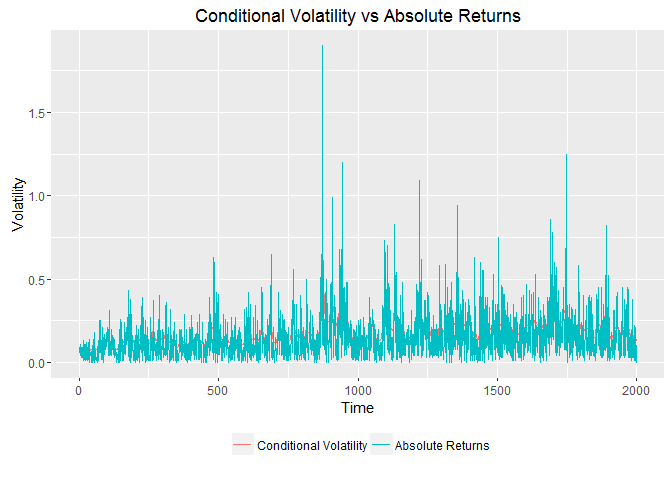 Conditional Volatility vs Absolute Returns
Volatility
1.5
1.0
0.5
0.0
0 500 1000 1500 2000
Time
Conditional Volatility Absolute Returns